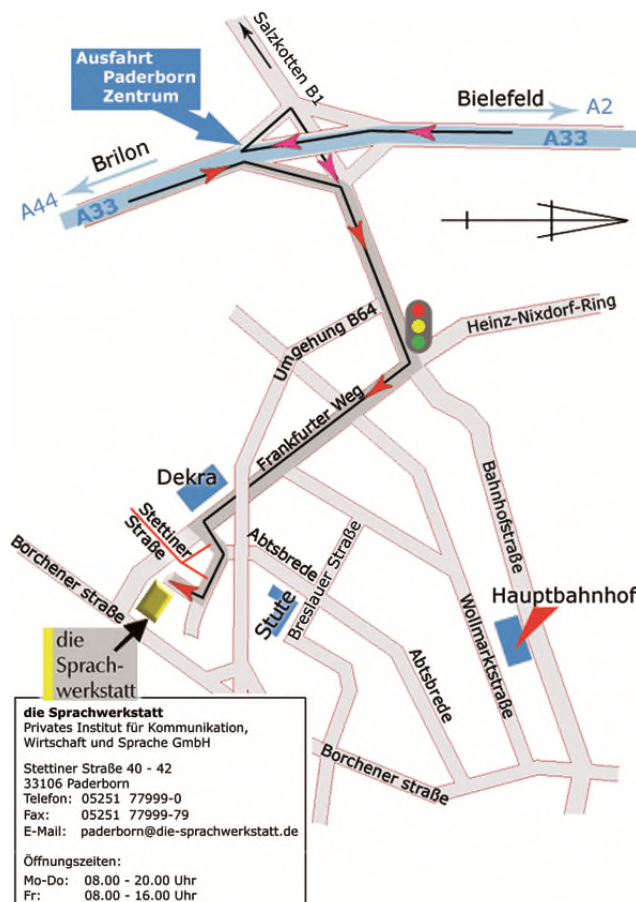 Salzkotten B1
Ausfahrt
Paderborn
Zentrum
Bielefeld
A2
A33
Brilon
A44
A33
Umgehung B64
Heinz-Nixdorf-Ring
Frankfurter Weg
Dekra
Stettiner
Straße
Bahnhofstraße
Borchener straße
Abtsbrede
Breslauer Straße
Stute
Hauptbahnhof
Wollmarktstraße
Abtsbrede
die
Sprach-
werkstatt
Borchener straße
die Sprachwerkstatt
Privates Institut für Kommunikation,
Wirtschaft und Sprache GmbH
Stettiner Straße 40 - 42
33106 Paderborn
Telefon: 05251 77999-0
Fax: 05251 77999-79
E-Mail: paderborn@die-sprachwerkstatt.de
Öffnungszeiten:
Mo-Do: 08.00 - 20.00 Uhr
Fr: 08.00 - 16.00 Uhr